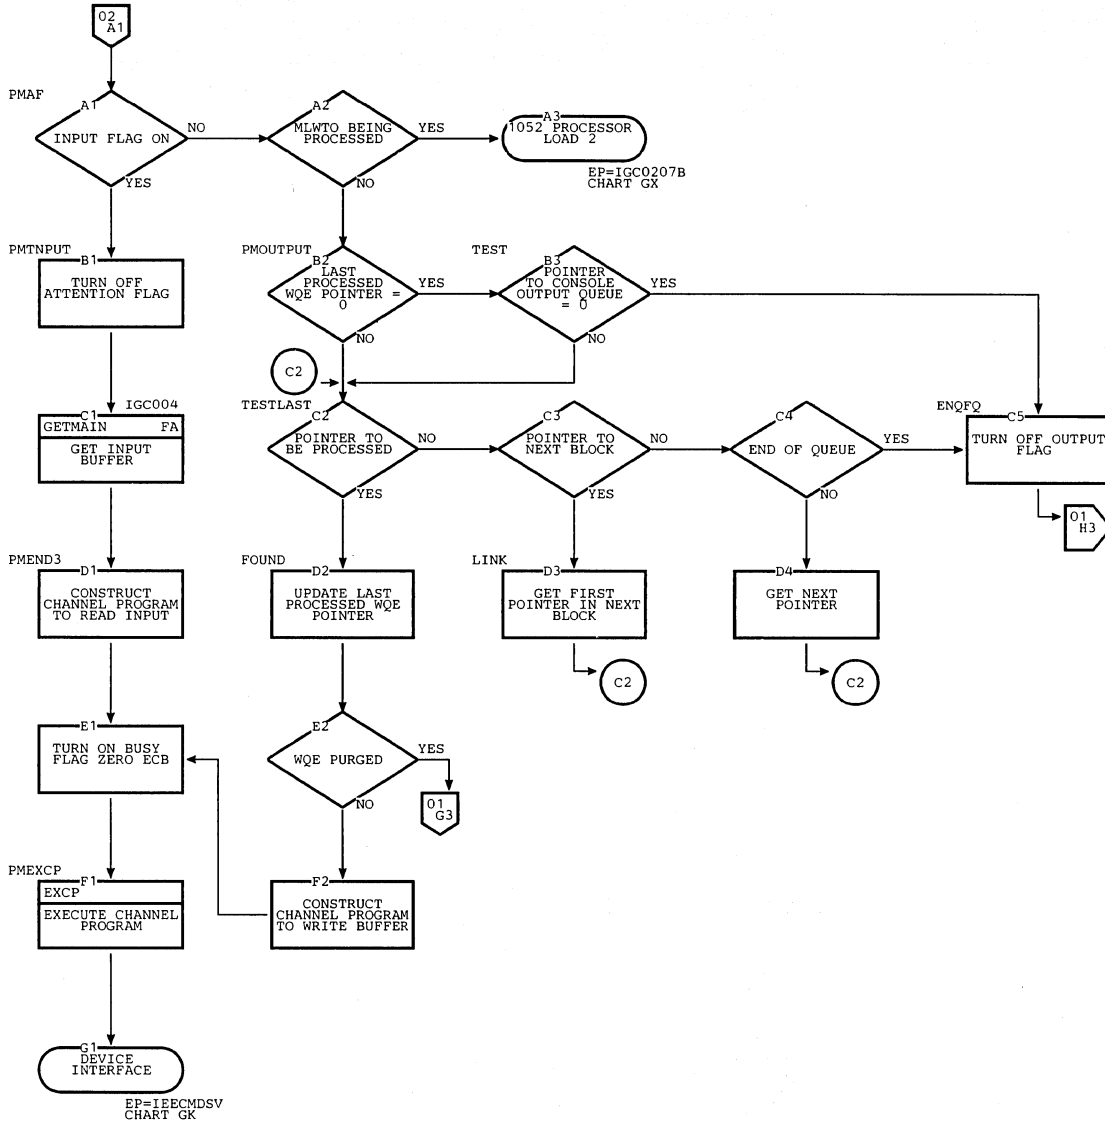 02
A1
PMAF
A1
INPUT FLAG ON
NO
YES
A2
MLWTO BEING
PROCESSED
YES
NO
A3
1052 PROCESSOR
LOAD 2
EP=IGC0207B
CHART GX
PMTNPUT
B1
TURN OFF
ATTENTION FLAG
PMOUTPUT
B2
LAST
PROCESSED
WQE POINTER =
0
YES
NO
TEST
B3
POINTER
TO CONSOLE
OUTPUT QUEUE
= 0
YES
NO
C2
IGC004
C1
GETMAIN FA
GET INPUT
BUFFER
TESTLAST
C2
POINTER TO
BE PROCESSED
NO
YES
C3
POINTER TO
NEXT BLOCK
NO
YES
C4
END OF QUEUE
YES
NO
ENQFQ
C5
TURN OFF OUTPUT
FLAG
01
H3
PMEND3
D1
CONSTRUCT
CHANNEL PROGRAM
TO READ INPUT
FOUND
D2
UPDATE LAST
PROCESSED WQE
POINTER
LINK
D3
GET FIRST
POINTER IN NEXT
BLOCK
C2
D4
GET NEXT
POINTER
C2
E1
TURN ON BUSY
FLAG ZERO ECB
E2
WQE PURGED
YES
NO
01
G3
PMEXCP
F1
EXCP
EXECUTE CHANNEL
PROGRAM
F2
CONSTRUCT
CHANNEL PROGRAM
TO WRITE BUFFER
G1
DEVICE
INTERFACE
EP=IEECMDSV
CHART GK